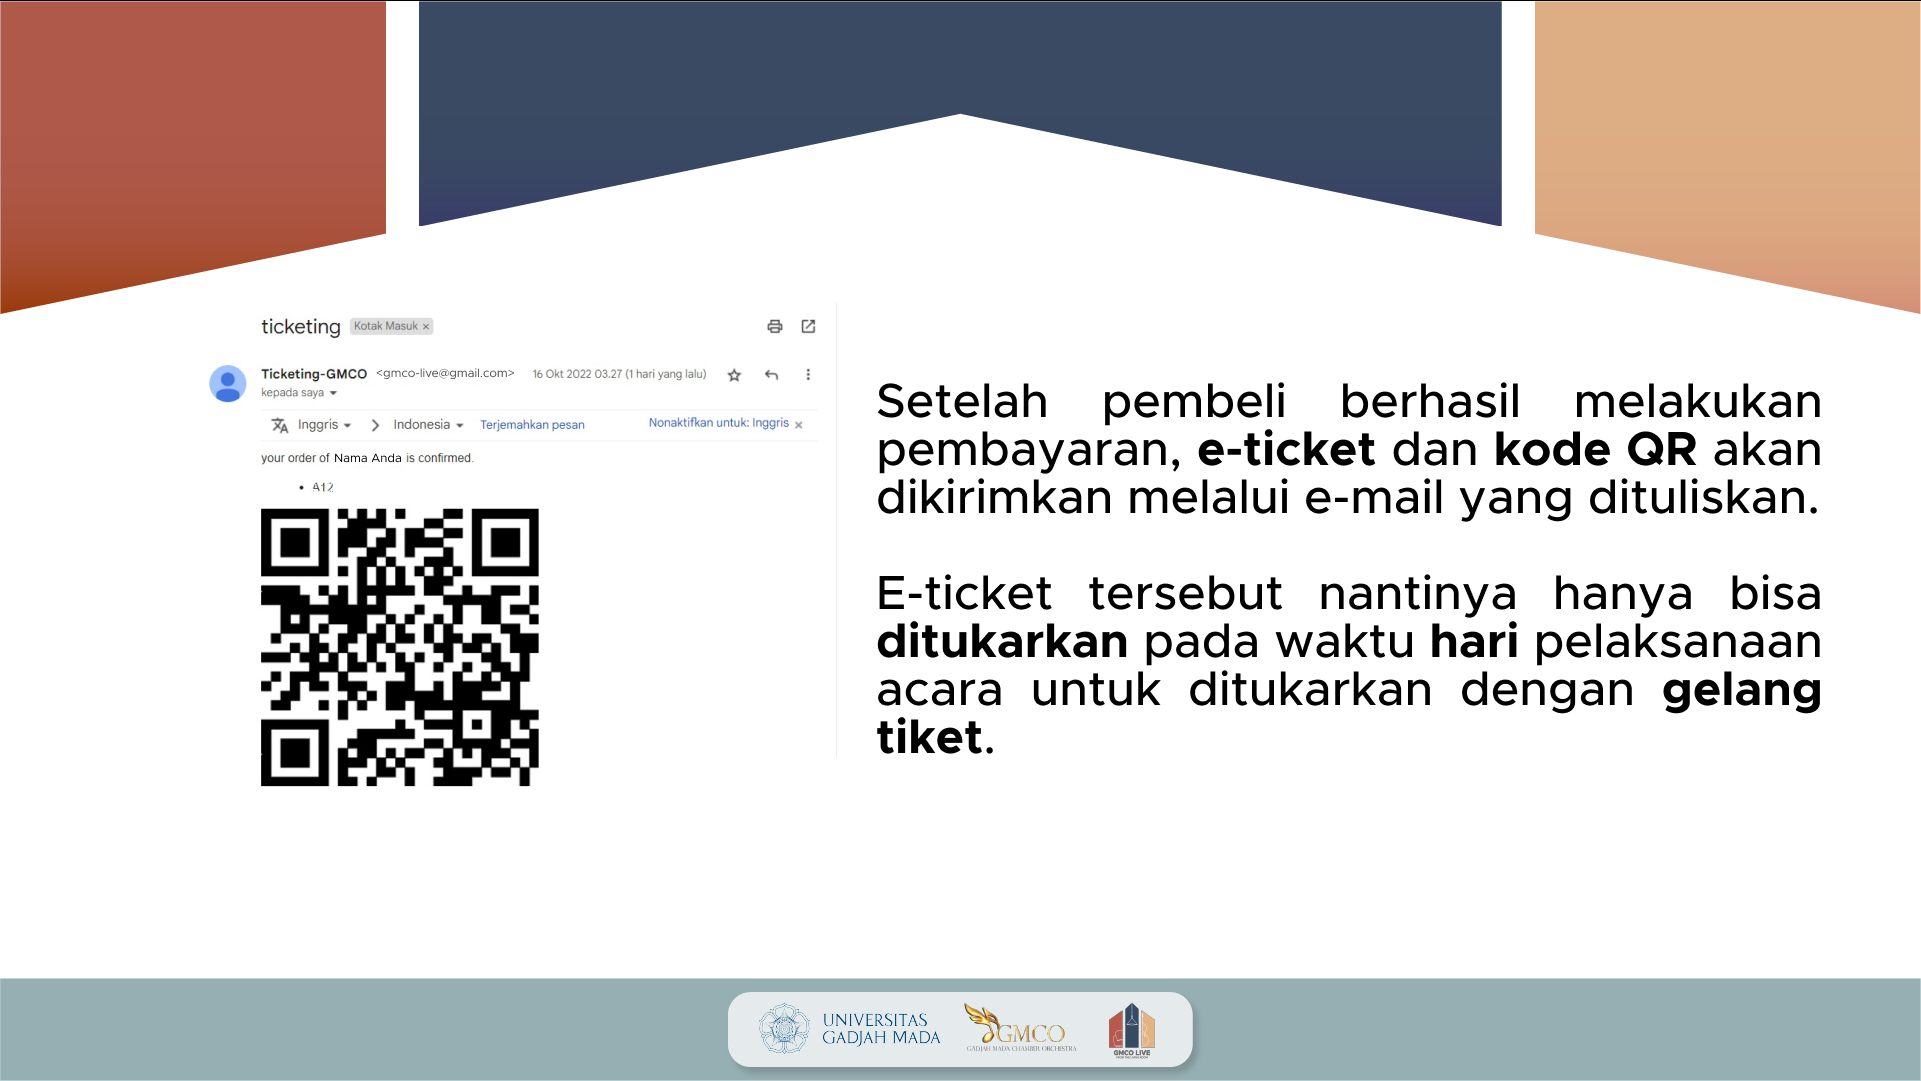 ticketing Kotak Masuk ×
Ticketing-GMCO <gmco-live@gmail.com> 16 Okt 2022 03.27 (1 hari yang lalu)
kepada saya
Inggris > Indonesia Terjemahkan pesan Nonaktifkan untuk: Inggris ×
your order of Nama Anda is confirmed.
• A12
Setelah pembeli berhasil melakukan
pembayaran, e-ticket dan kode QR akan
dikirimkan melalui e-mail yang dituliskan.
E-ticket tersebut nantinya hanya bisa
ditukarkan pada waktu hari pelaksanaan
acara untuk ditukarkan dengan gelang
tiket.
UNIVERSITAS
GADJAH MADA
GMCO
GADJAH MADA CHAMBER ORCHESTRA
GMCO LIVE